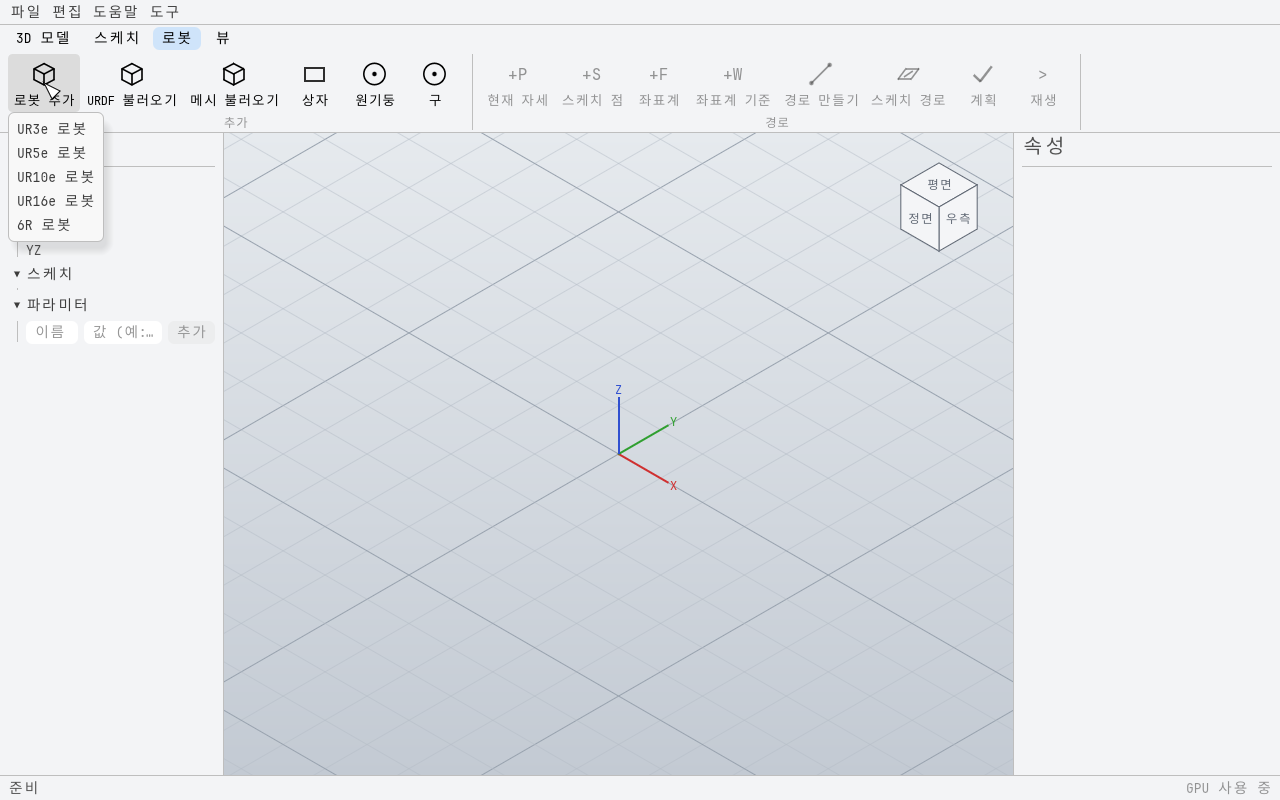 파일 편집 도움말 도구
3D 모델 스케치 로봇 뷰
+P +S +F +W >
로봇 추가 URDF 불러오기 메시 불러오기 상자 원기둥 구 현재 자세 스케치 점 좌표계 좌표계 기준 경로 만들기 스케치 경로 계획 재생
추가 경로
UR3e 로봇
UR5e 로봇
UR10e 로봇
UR16e 로봇
6R 로봇
YZ
▼ 스케치
▼ 파라미터
이름 값 (예:… 추가
평면
정면 우측
Z
Y
X
속성
준비 GPU 사용 중